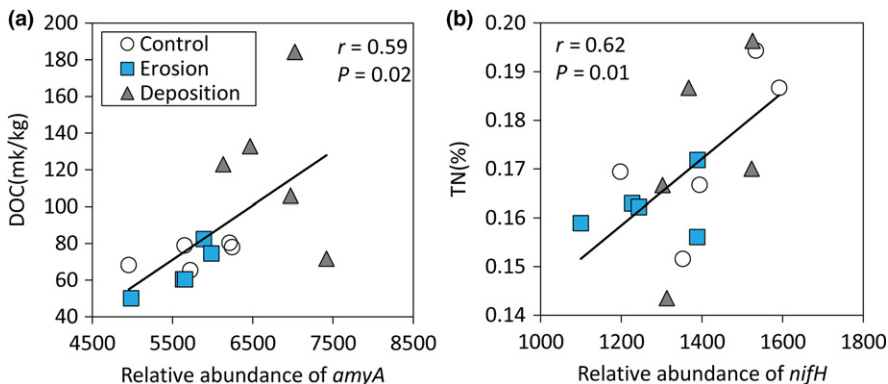 (a)
200
180
160
140
120
100
80
60
40
DOC(mk/kg)
Control
Erosion
Deposition
r = 0.59
P = 0.02
4500 5500 6500 7500 8500
Relative abundance of amyA
(b)
0.20
0.19
0.18
0.17
0.16
0.15
0.14
TN(%)
r = 0.62
P = 0.01
1000 1200 1400 1600 1800
Relative abundance of nifH